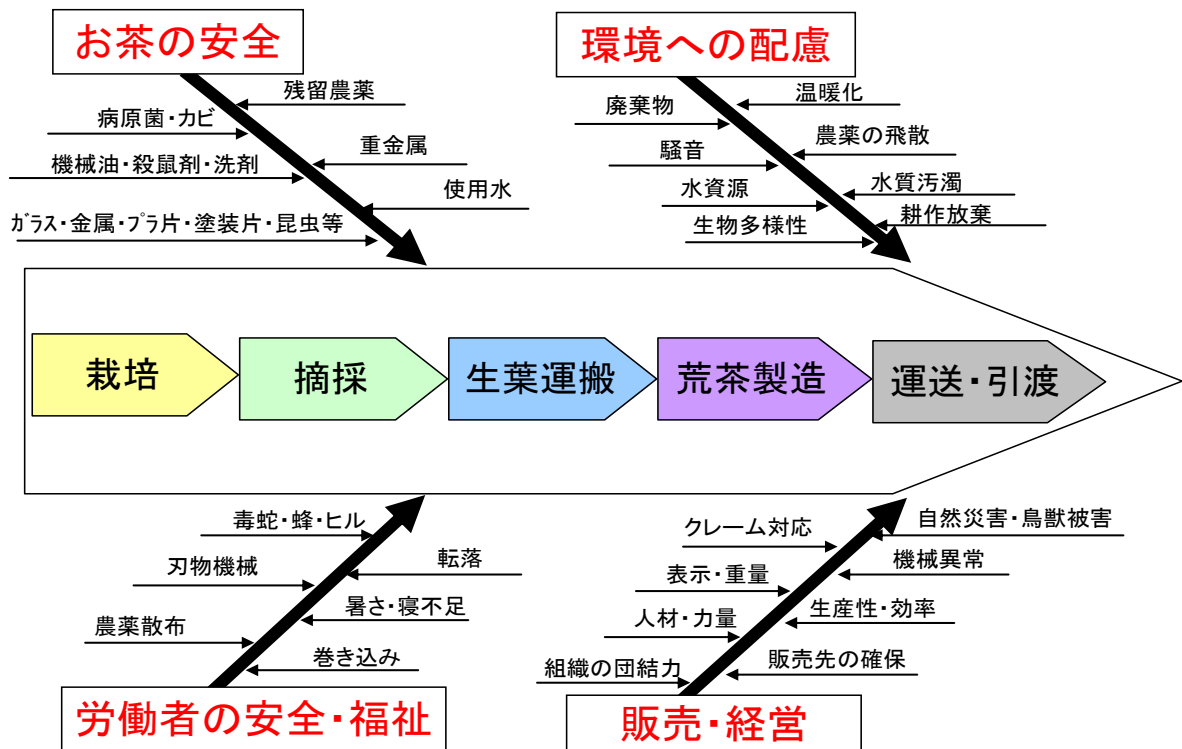 お茶の安全
環境への配慮
残留農薬
病原菌・カビ
重金属
機械油・殺鼠剤・洗剤
使用水
ｶﾞﾗｽ・金属・ﾌﾟﾗ片・塗装片・昆虫等
温暖化
廃棄物
農薬の飛散
騒音
水質汚濁
水資源
耕作放棄
生物多様性
栽培
摘採
生葉運搬
荒茶製造
運送・引渡
毒蛇・蜂・ヒル
転落
刃物機械
暑さ・寝不足
農薬散布
巻き込み
労働者の安全・福祉
自然災害・鳥獣被害
クレーム対応
機械異常
表示・重量
生産性・効率
人材・力量
販売先の確保
組織の団結力
販売・経営